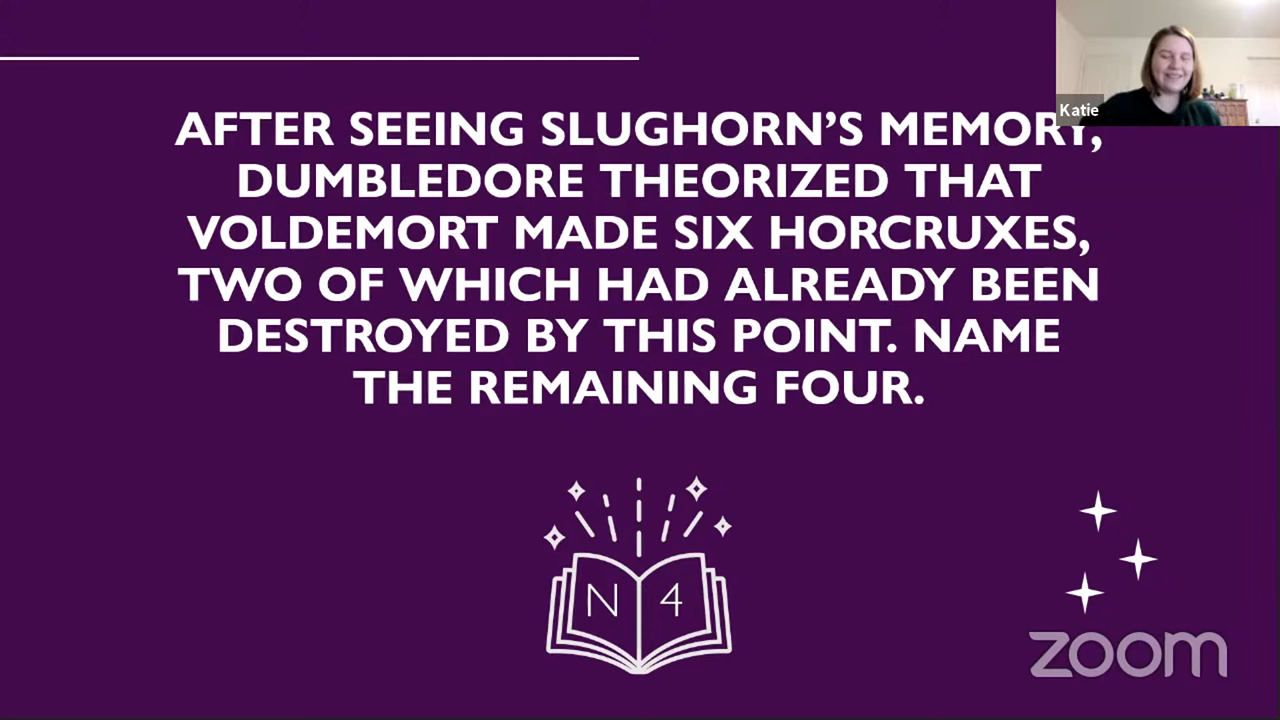 Katie
AFTER SEEING SLUGHORN'S MEMORY,
DUMBLEDORE THEORIZED THAT
VOLDEMORT MADE SIX HORCRUXES,
TWO OF WHICH HAD ALREADY BEEN
DESTROYED BY THIS POINT. NAME
THE REMAINING FOUR.
N 4
zoom